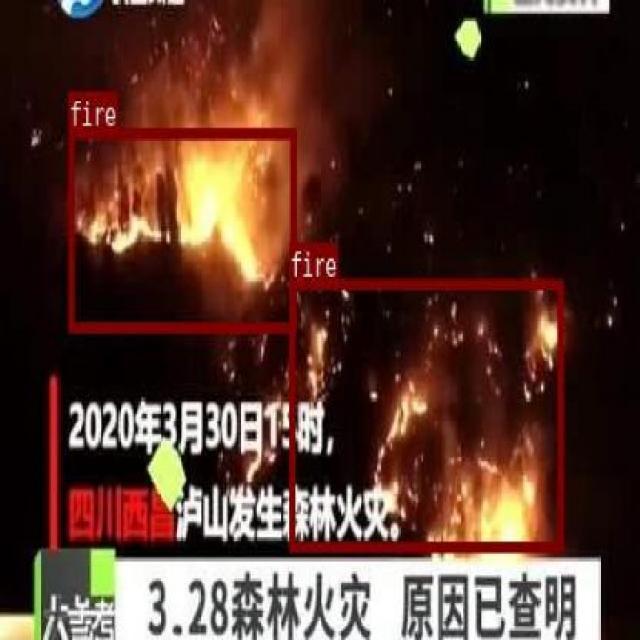 fire
fire
2020年3月30日15时，
四川西昌泸山发生森林火灾。
3.28森林火灾 原因已查明